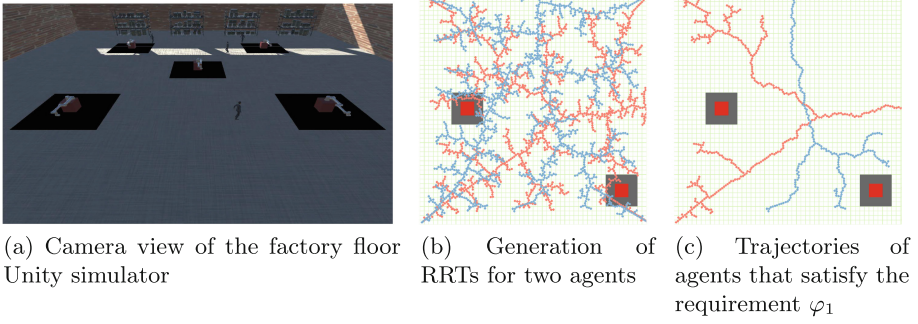 (a) Camera view of the factory floor
Unity simulator
(b) Generation of
RRTs for two agents
(c) Trajectories of
agents that satisfy the
requirement φ₁